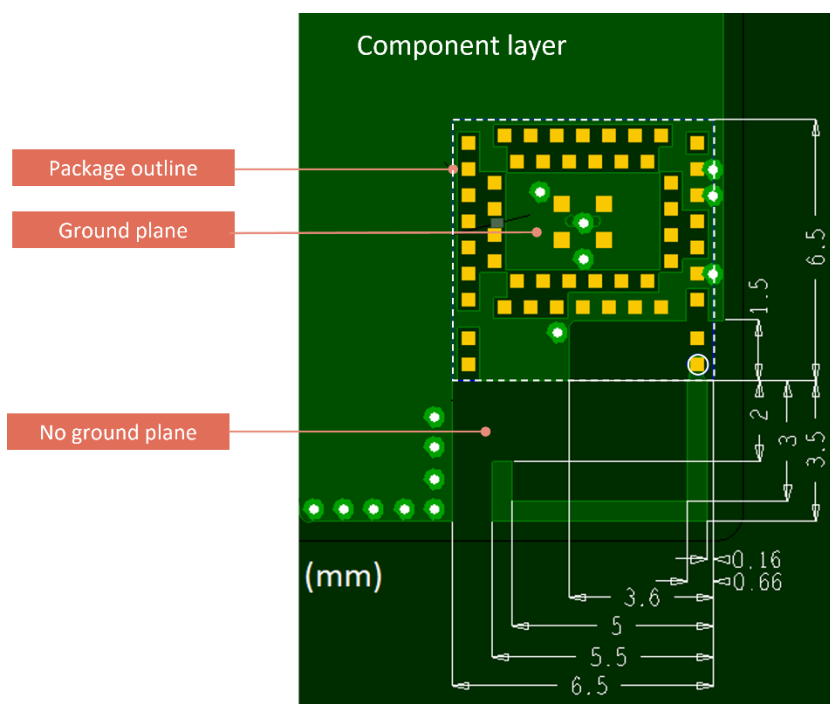 Component layer
Package outline
Ground plane
6.5
1.5
No ground plane
2
3
3.5
(mm)
0.16
0.66
3.6
5
5.5
6.5